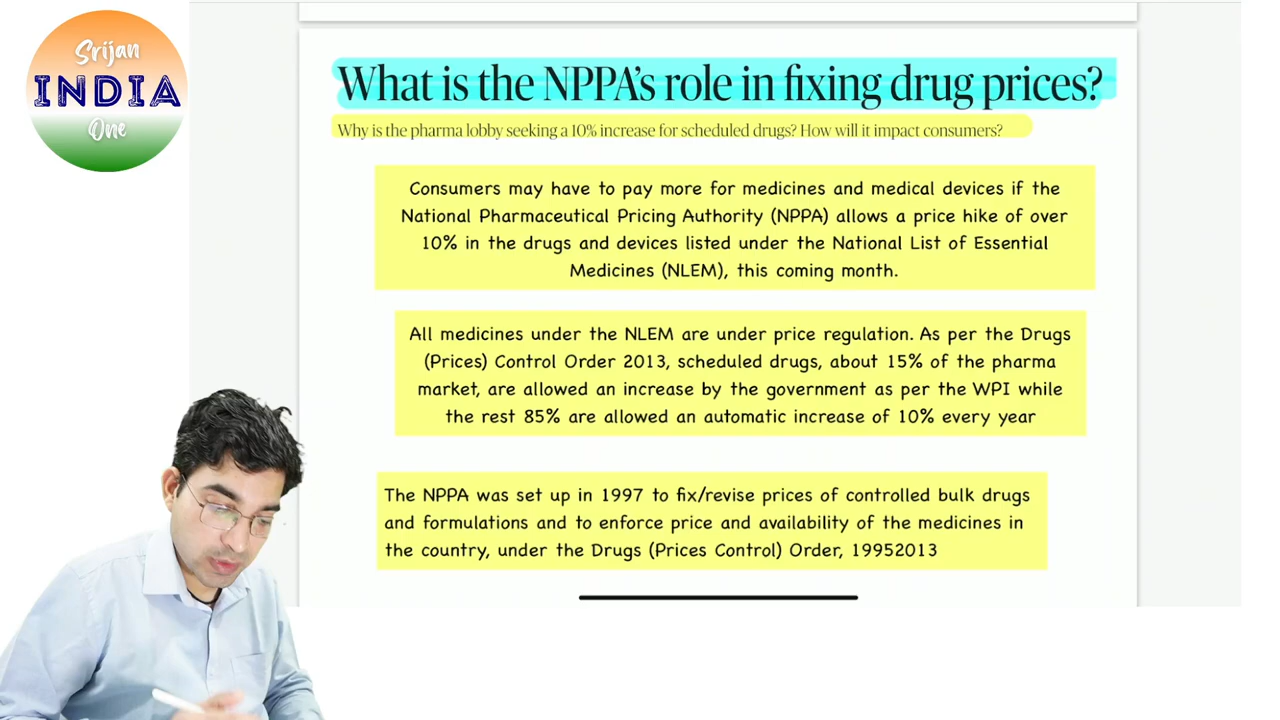 Srijan
INDIA
One
What is the NPPA's role in fixing drug prices?
Why is the pharma lobby seeking a 10% increase for scheduled drugs? How will it impact consumers?
Consumers may have to pay more for medicines and medical devices if the
National Pharmaceutical Pricing Authority (NPPA) allows a price hike of over
10% in the drugs and devices listed under the National List of Essential
Medicines (NLEM), this coming month.
All medicines under the NLEM are under price regulation. As per the Drugs
(Prices) Control Order 2013, scheduled drugs, about 15% of the pharma
market, are allowed an increase by the government as per the WPI while
the rest 85% are allowed an automatic increase of 10% every year
The NPPA was set up in 1997 to fix/revise prices of controlled bulk drugs
and formulations and to enforce price and availability of the medicines in
the country, under the Drugs (Prices Control) Order, 19952013